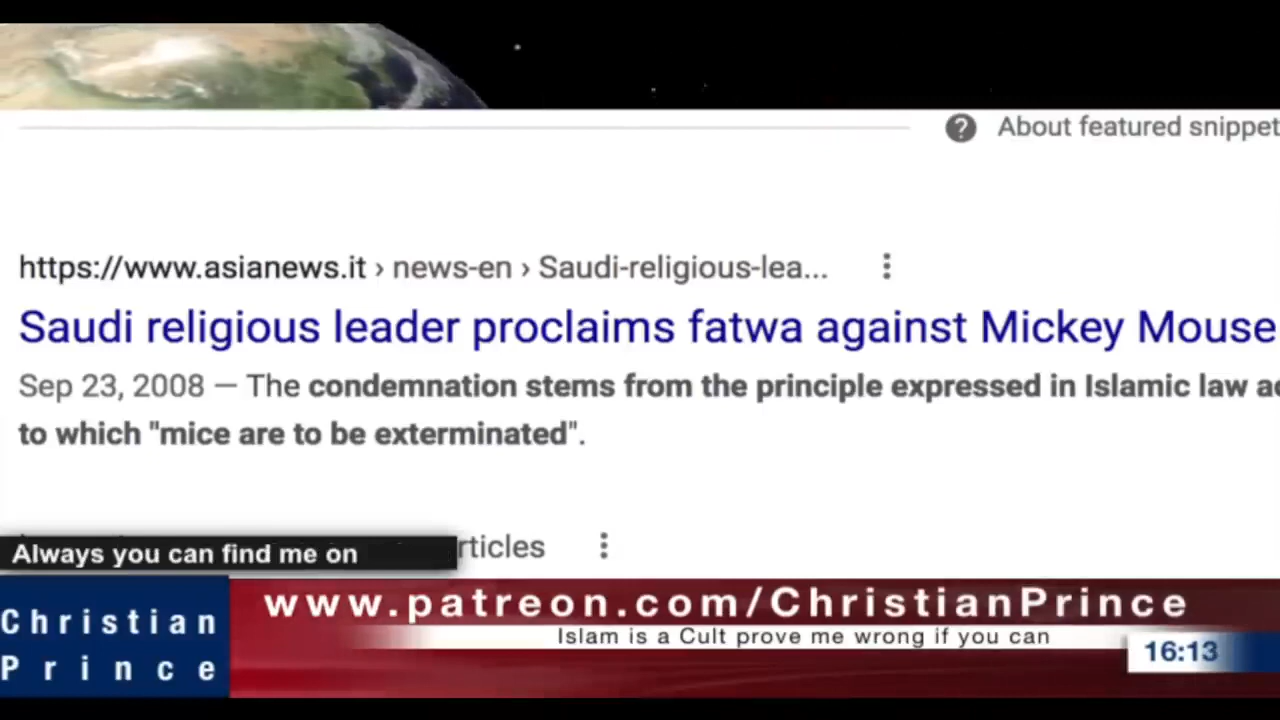 About featured snippet
https://www.asianews.it › news-en › Saudi-religious-lea...
Saudi religious leader proclaims fatwa against Mickey Mouse
Sep 23, 2008 — The condemnation stems from the principle expressed in Islamic law
to which "mice are to be exterminated".
rticles
Always you can find me on
www.patreon.com/ChristianPrince
Christian
Prince
Islam is a Cult prove me wrong if you can
16:13